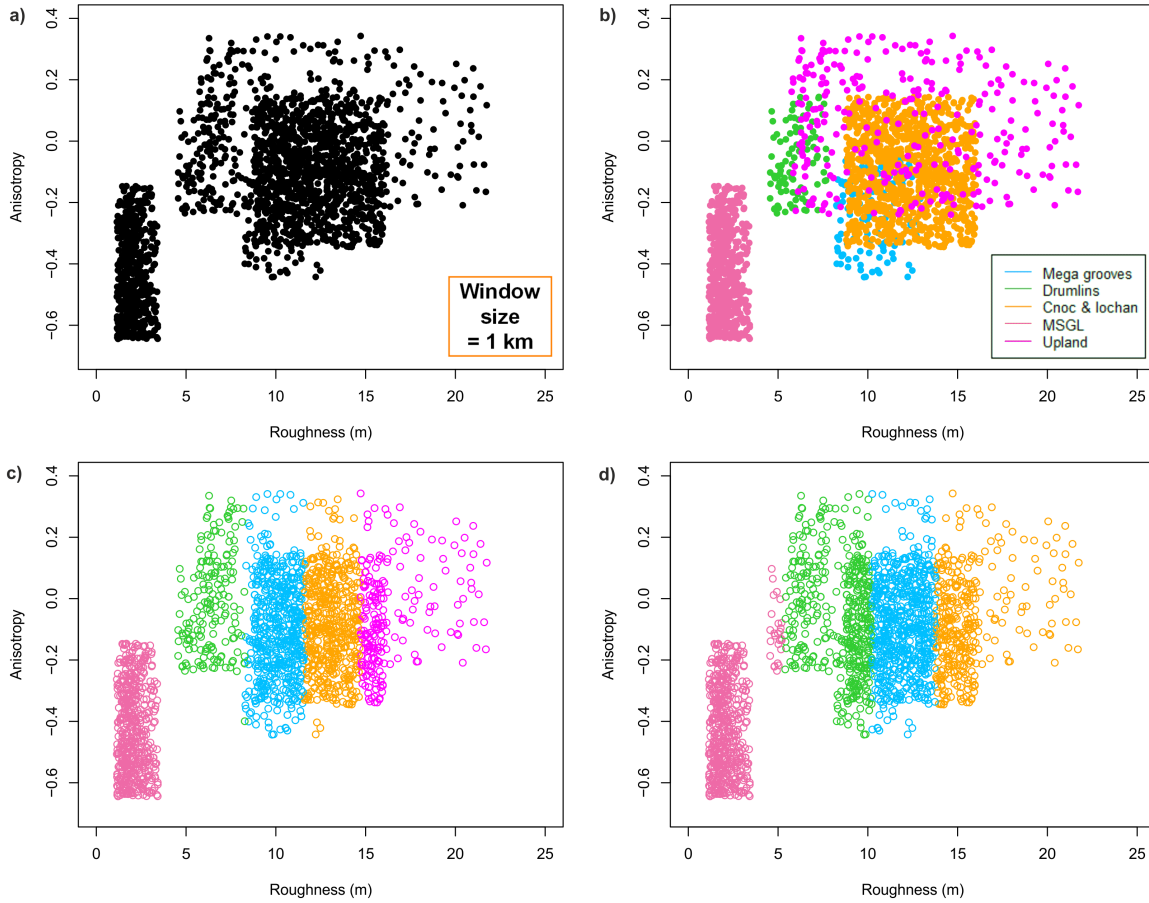 a)
0.4
0.2
0.0
−0.2
−0.4
−0.6
Anisotropy
Window
size
= 1 km
0 5 10 15 20 25
Roughness (m)
b)
0.4
0.2
0.0
−0.2
−0.4
−0.6
Anisotropy
Mega grooves
Drumlins
Cnoc & lochan
MSGL
Upland
0 5 10 15 20 25
Roughness (m)
c)
0.4
0.2
0.0
−0.2
−0.4
−0.6
Anisotropy
0 5 10 15 20 25
Roughness (m)
d)
0.4
0.2
0.0
−0.2
−0.4
−0.6
Anisotropy
0 5 10 15 20 25
Roughness (m)